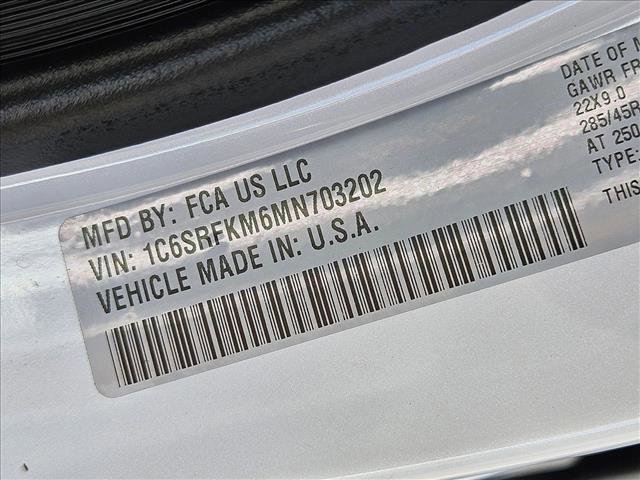 MFD BY: FCA US LLC
VIN: 1C6SRFKM6MN703202
VEHICLE MADE IN: U.S.A.
DATE OF M
GAWR FR
22X9.0
285/45R
AT 250
TYPE:
THIS